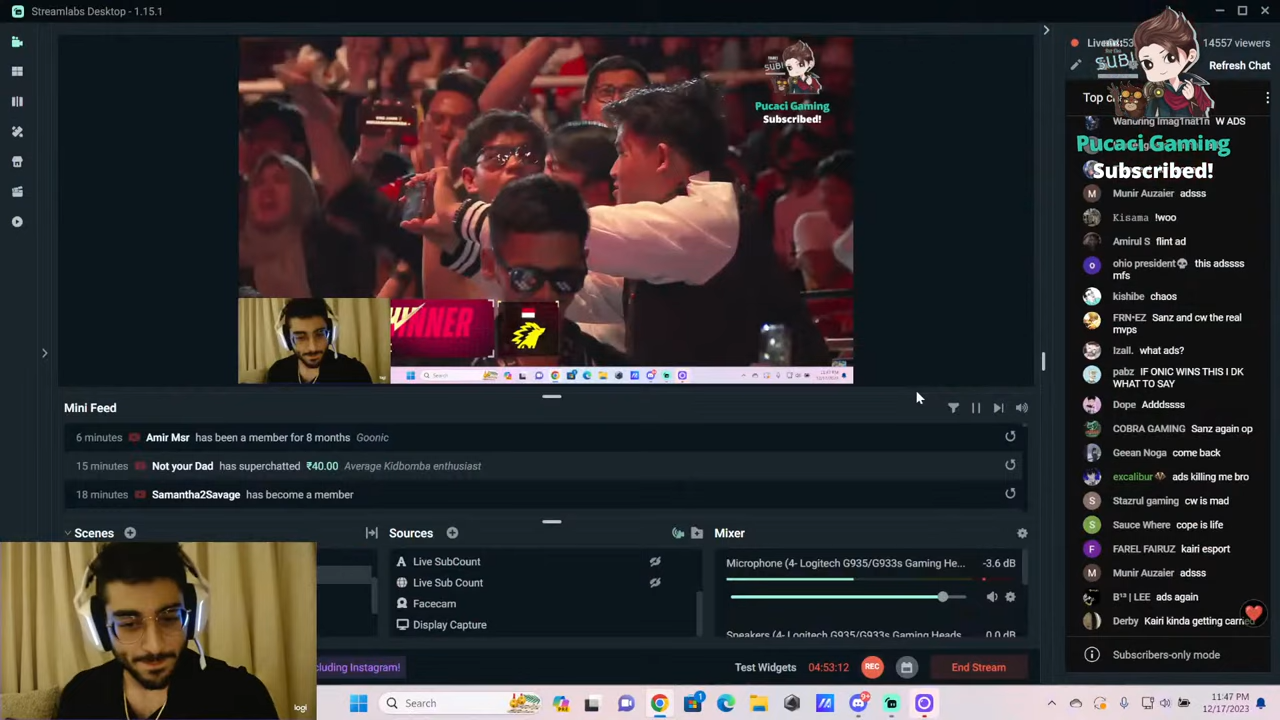 Streamlabs Desktop - 1.15.1
14557 viewers
SUB!
Refresh Chat
Pucaci Gaming
Subscribed!
W ADS
Pucaci Gaming
Subscribed!
Munir Auzaier adsss
Kisama !woo
Amirul S flint ad
ohio president💀 this adssss
mfs
kishibe chaos
FRN•EZ Sanz and cw the real
mvps
Izall. what ads?
pabz IF ONIC WINS THIS I DK
WHAT TO SAY
Dope Adddssss
COBRA GAMING Sanz again op
Geean Noga come back
excalibur ads killing me bro
Stazrul gaming cw is mad
Sauce Where cope is life
FAREL FAIRUZ kairi esport
Munir Auzaier adsss
B¹³ | LEE ads again
Derby Kairi kinda getting carried
Subscribers-only mode
WINNER
Search
Mini Feed
6 minutes Amir Msr has been a member for 8 months Goonic
15 minutes Not your Dad has superchatted ₹40.00 Average Kidbomba enthusiast
18 minutes Samantha2Savage has become a member
Scenes
Sources
Mixer
Live SubCount
Live Sub Count
Facecam
Display Capture
Microphone (4- Logitech G935/G933s Gaming He... -3.6 dB
Speakers (4- Logitech G935/G933s Gaming Heads... 0.0 dB
cluding Instagram!
Test Widgets
04:53:12
REC
End Stream
logi
Search
11:47 PM
12/17/2023